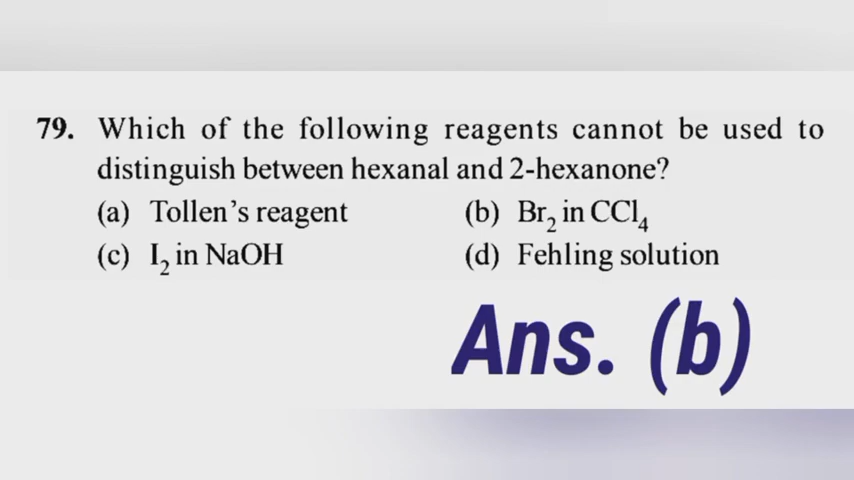 79. Which of the following reagents cannot be used to
distinguish between hexanal and 2-hexanone?
(a) Tollen’s reagent (b) Br₂ in CCl₄
(c) I₂ in NaOH (d) Fehling solution
Ans. (b)